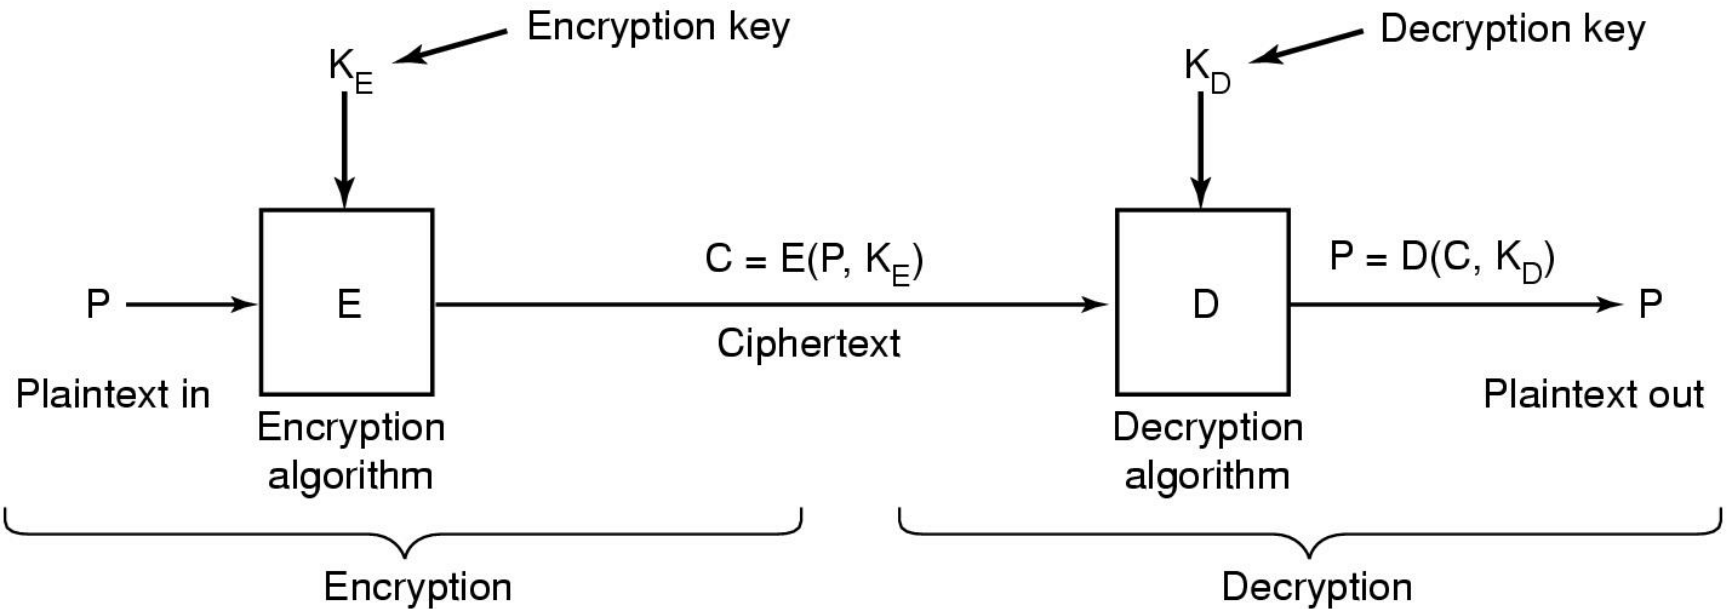 Encryption key
K_E
Decryption key
K_D
P
E
C = E(P, K_E)
Ciphertext
D
P = D(C, K_D)
P
Plaintext in
Encryption
algorithm
Decryption
algorithm
Plaintext out
Encryption
Decryption